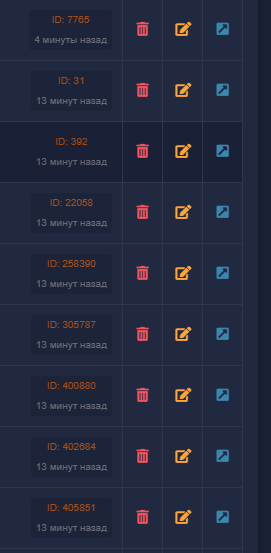 ID: 7765
4 минуты назад
ID: 31
13 минут назад
ID: 392
13 минут назад
ID: 22058
13 минут назад
ID: 258390
13 минут назад
ID: 305787
13 минут назад
ID: 400880
13 минут назад
ID: 402684
13 минут назад
ID: 405851
13 минут назад